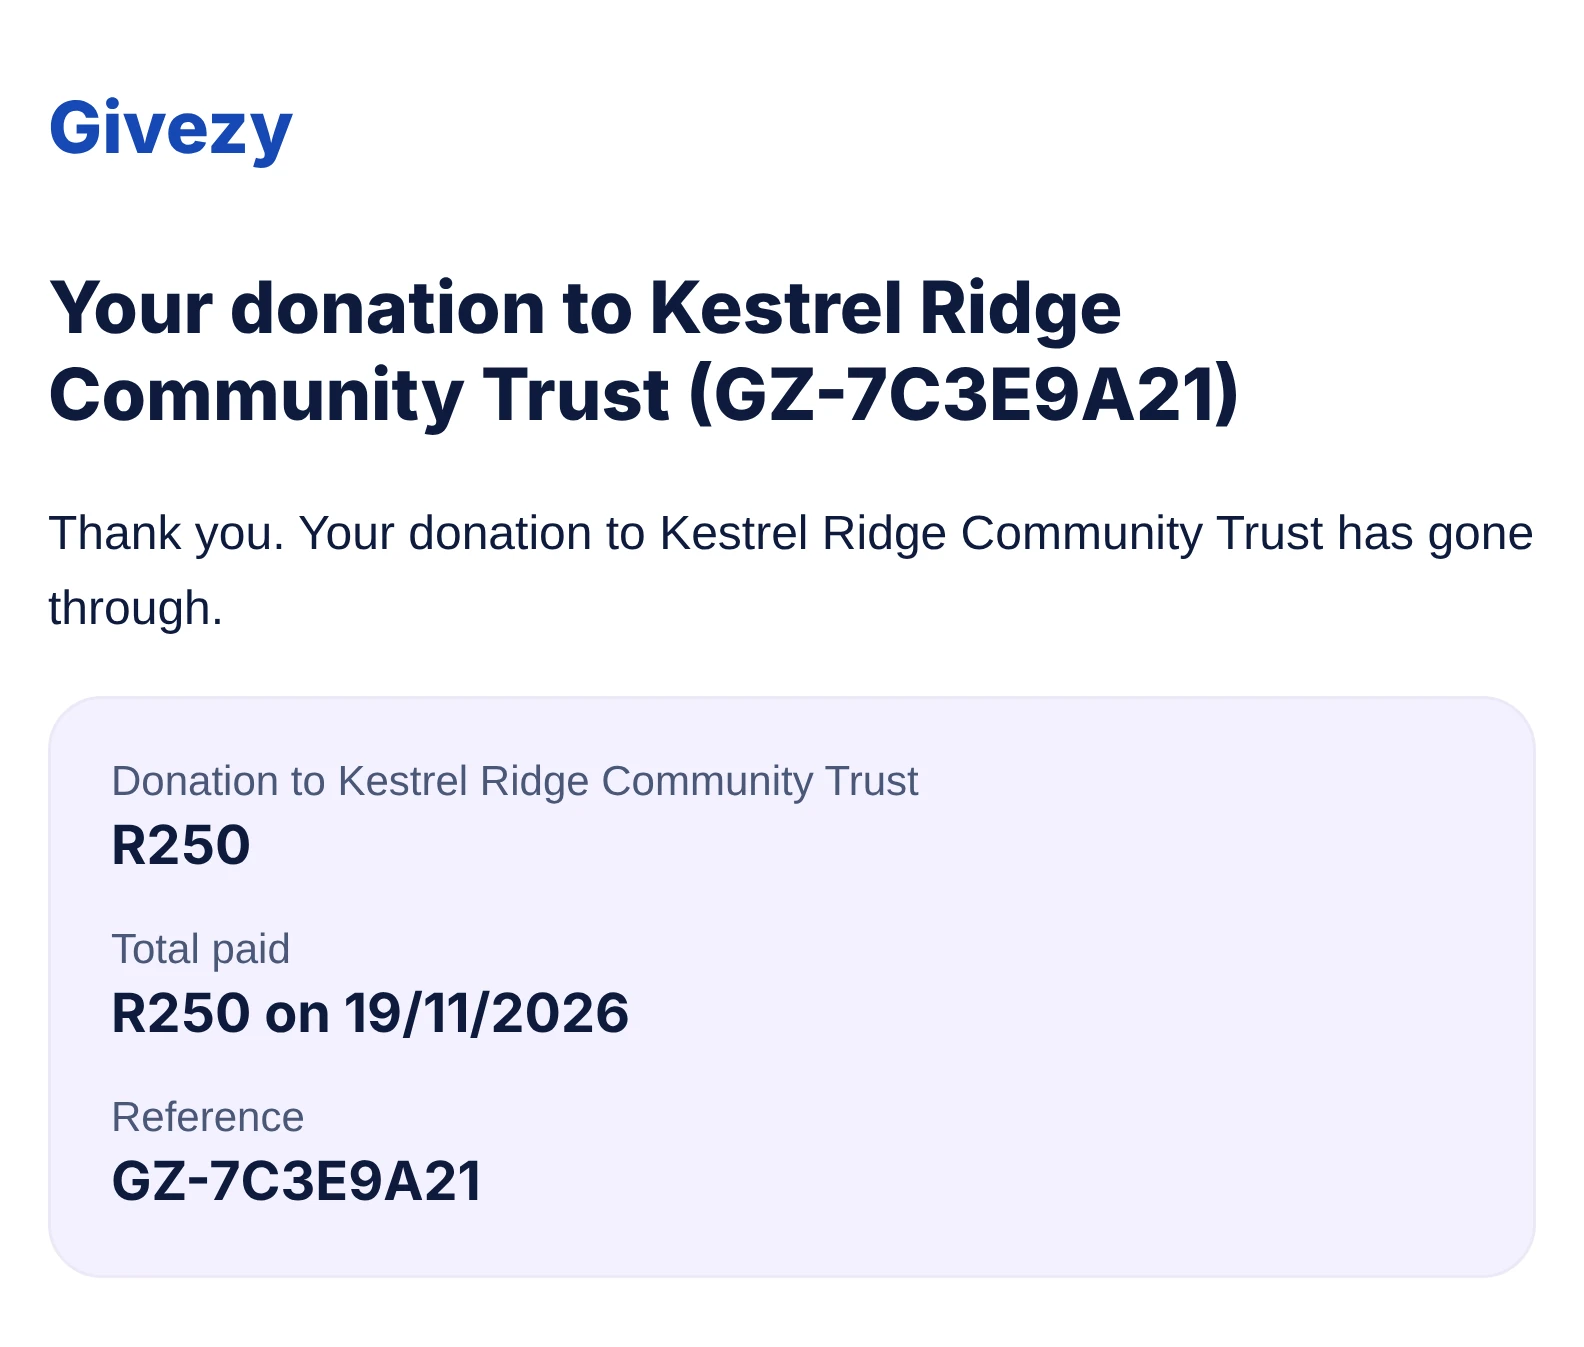 Givezy
Your donation to Kestrel Ridge
Community Trust (GZ-7C3E9A21)
Thank you. Your donation to Kestrel Ridge Community Trust has gone
through.
Donation to Kestrel Ridge Community Trust
R250
Total paid
R250 on 19/11/2026
Reference
GZ-7C3E9A21